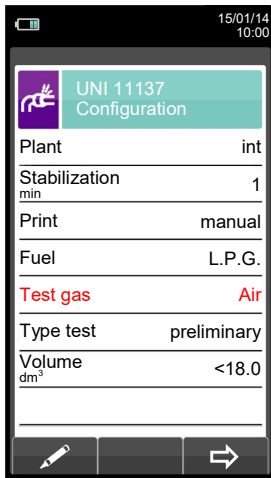 15/01/14
10:00
UNI 11137
Configuration
Plant int
Stabilization 1
min
Print manual
Fuel L.P.G.
Test gas Air
Type test preliminary
Volume <18.0
dm³